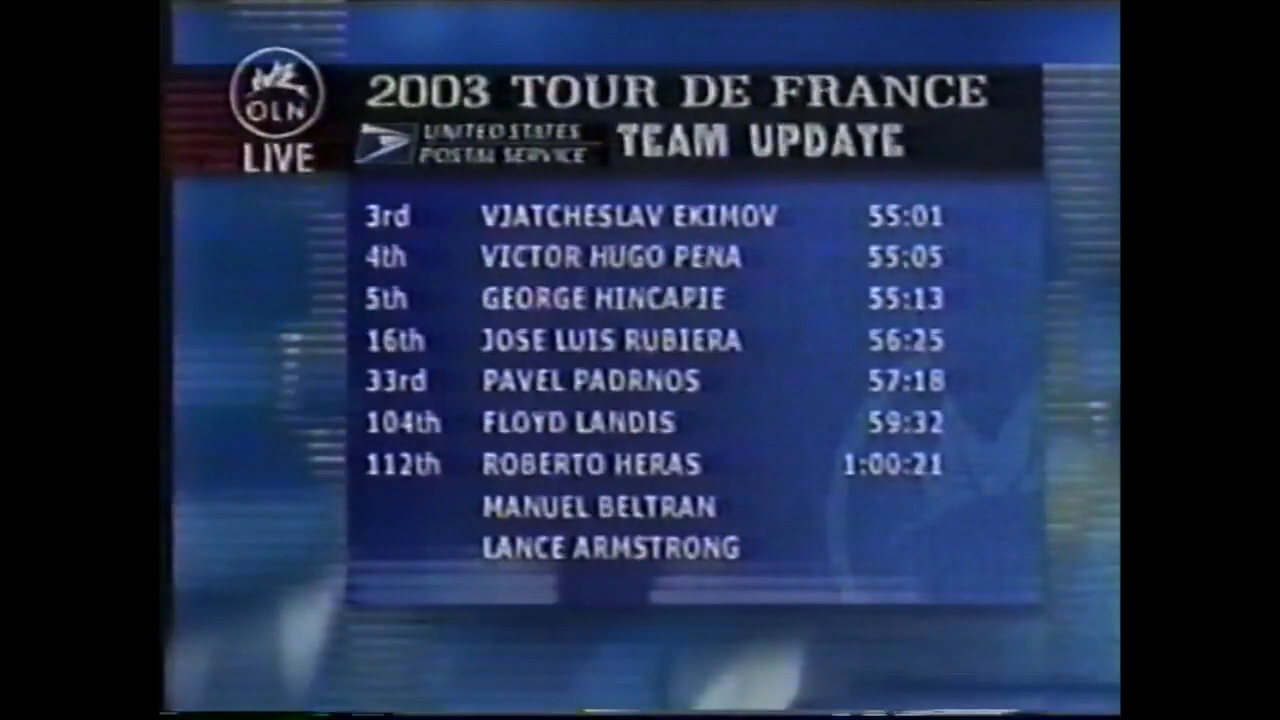 OLN
LIVE
2003 TOUR DE FRANCE
UNITED STATES
POSTAL SERVICE
TEAM UPDATE
3rd VJATCHESLAV EKIMOV 55:01
4th VICTOR HUGO PENA 55:05
5th GEORGE HINCAPIE 55:13
16th JOSE LUIS RUBIERA 56:25
33rd PAVEL PADRNOS 57:18
104th FLOYD LANDIS 59:32
112th ROBERTO HERAS 1:00:21
MANUEL BELTRAN
LANCE ARMSTRONG